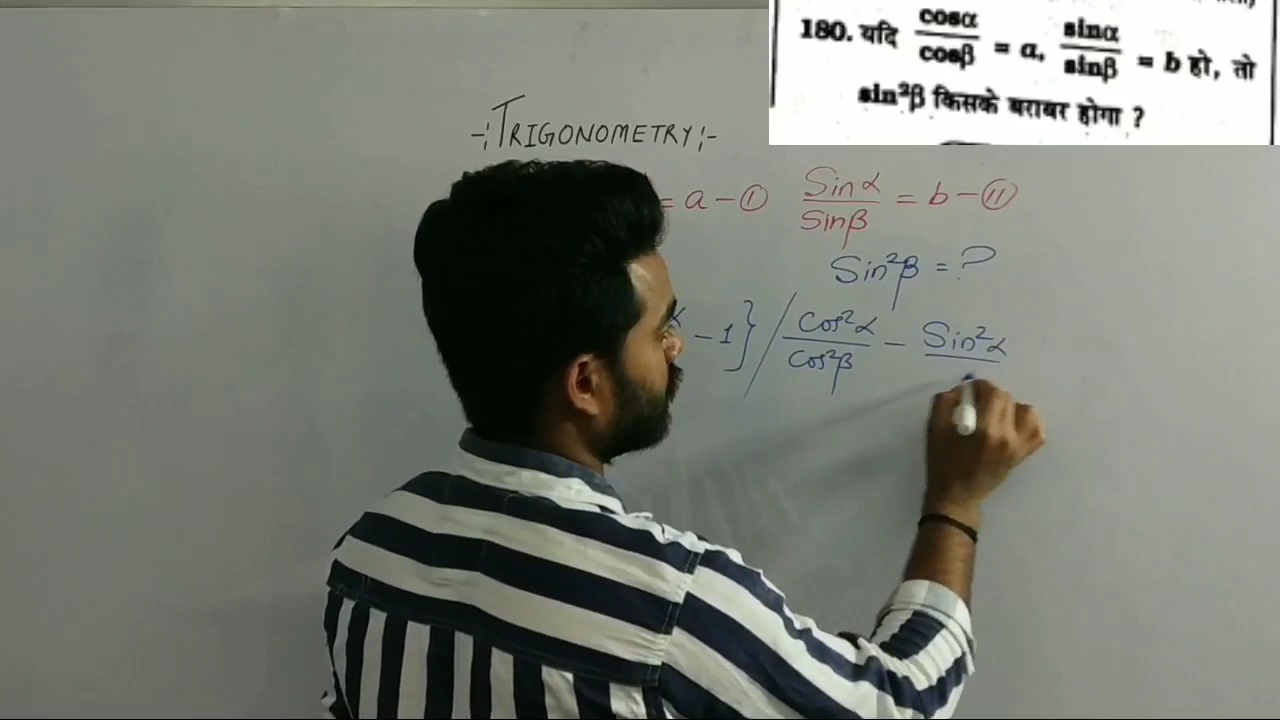 180. यदि cosα/cosβ = a, sinα/sinβ = b हो, तो
sin²β किसके बराबर होगा ?
-:TRIGONOMETRY:-
= a - ① Sinα/Sinβ = b - ⑪
Sin²β = ?
- 1} / Cos²α/Cos²β - Sin²α